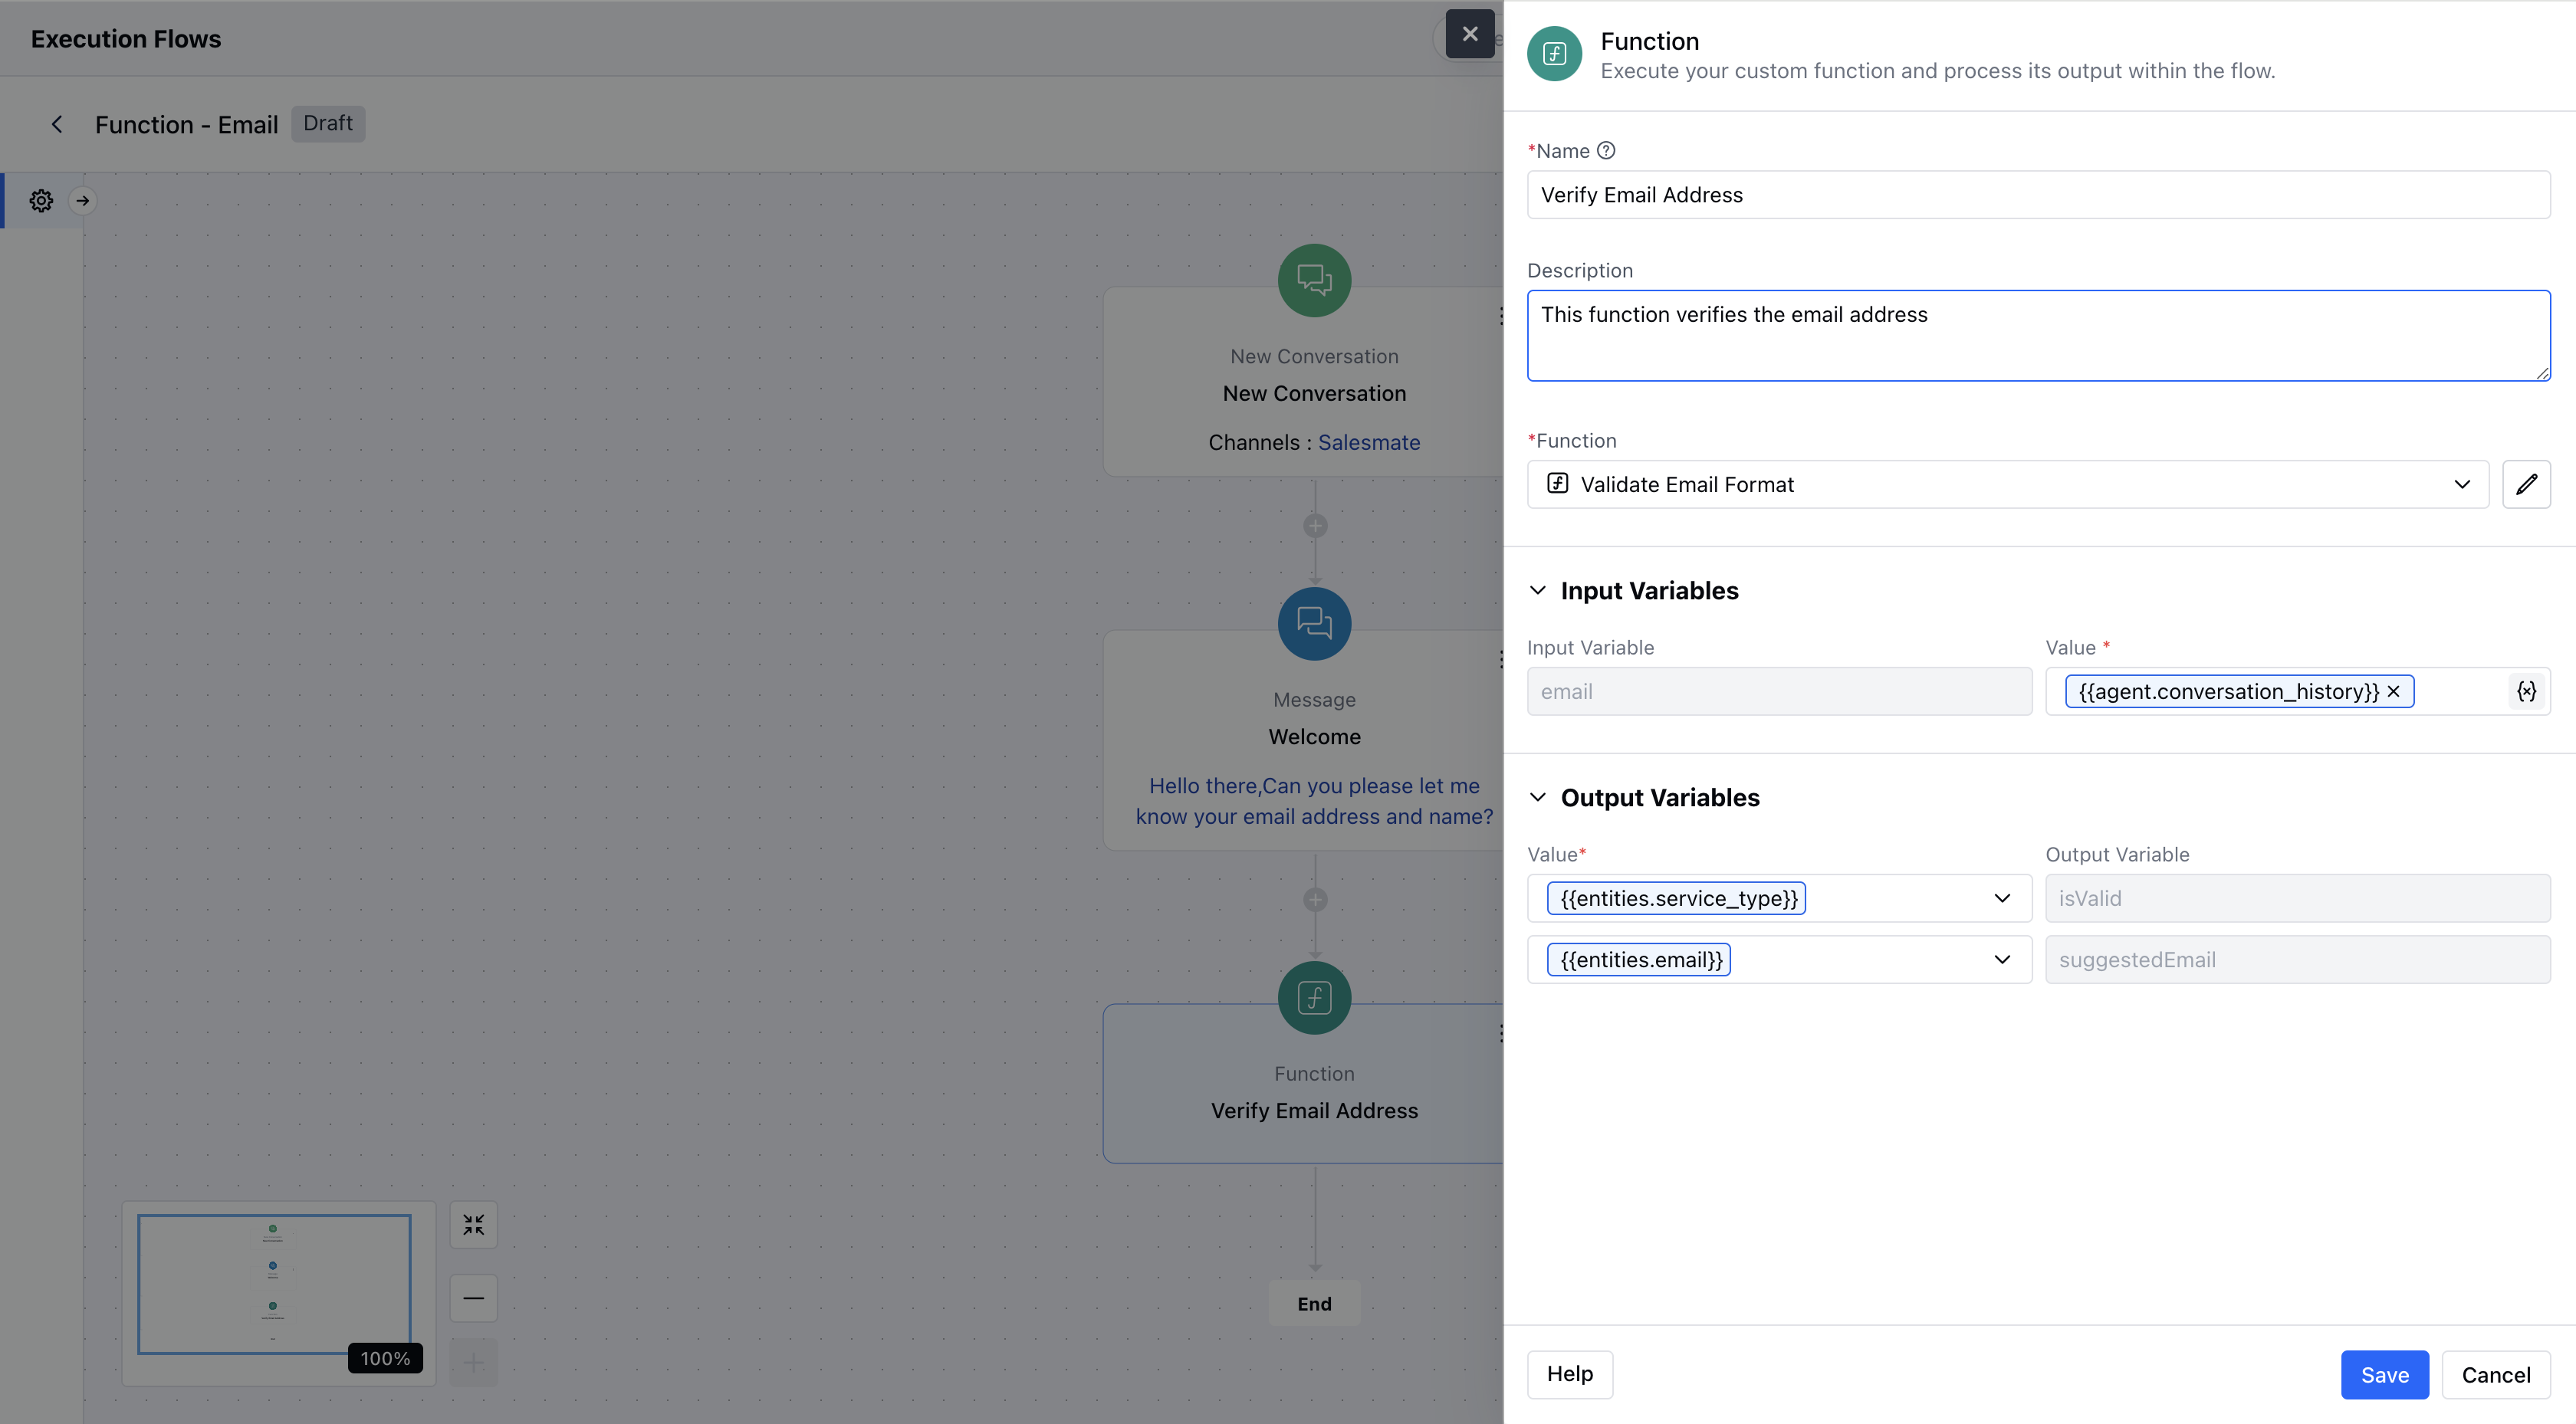 Execution Flows
Function - Email
Draft
New Conversation
New Conversation
Channels : Salesmate
Message
Welcome
Hello there,Can you please let me
know your email address and name?
Function
Verify Email Address
End
100%
Function
Execute your custom function and process its output within the flow.
*Name
Verify Email Address
Description
This function verifies the email address
*Function
Validate Email Format
Input Variables
Input Variable
Value *
email
{{agent.conversation_history}}
Output Variables
Value*
Output Variable
{{entities.service_type}}
isValid
{{entities.email}}
suggestedEmail
Help
Save
Cancel